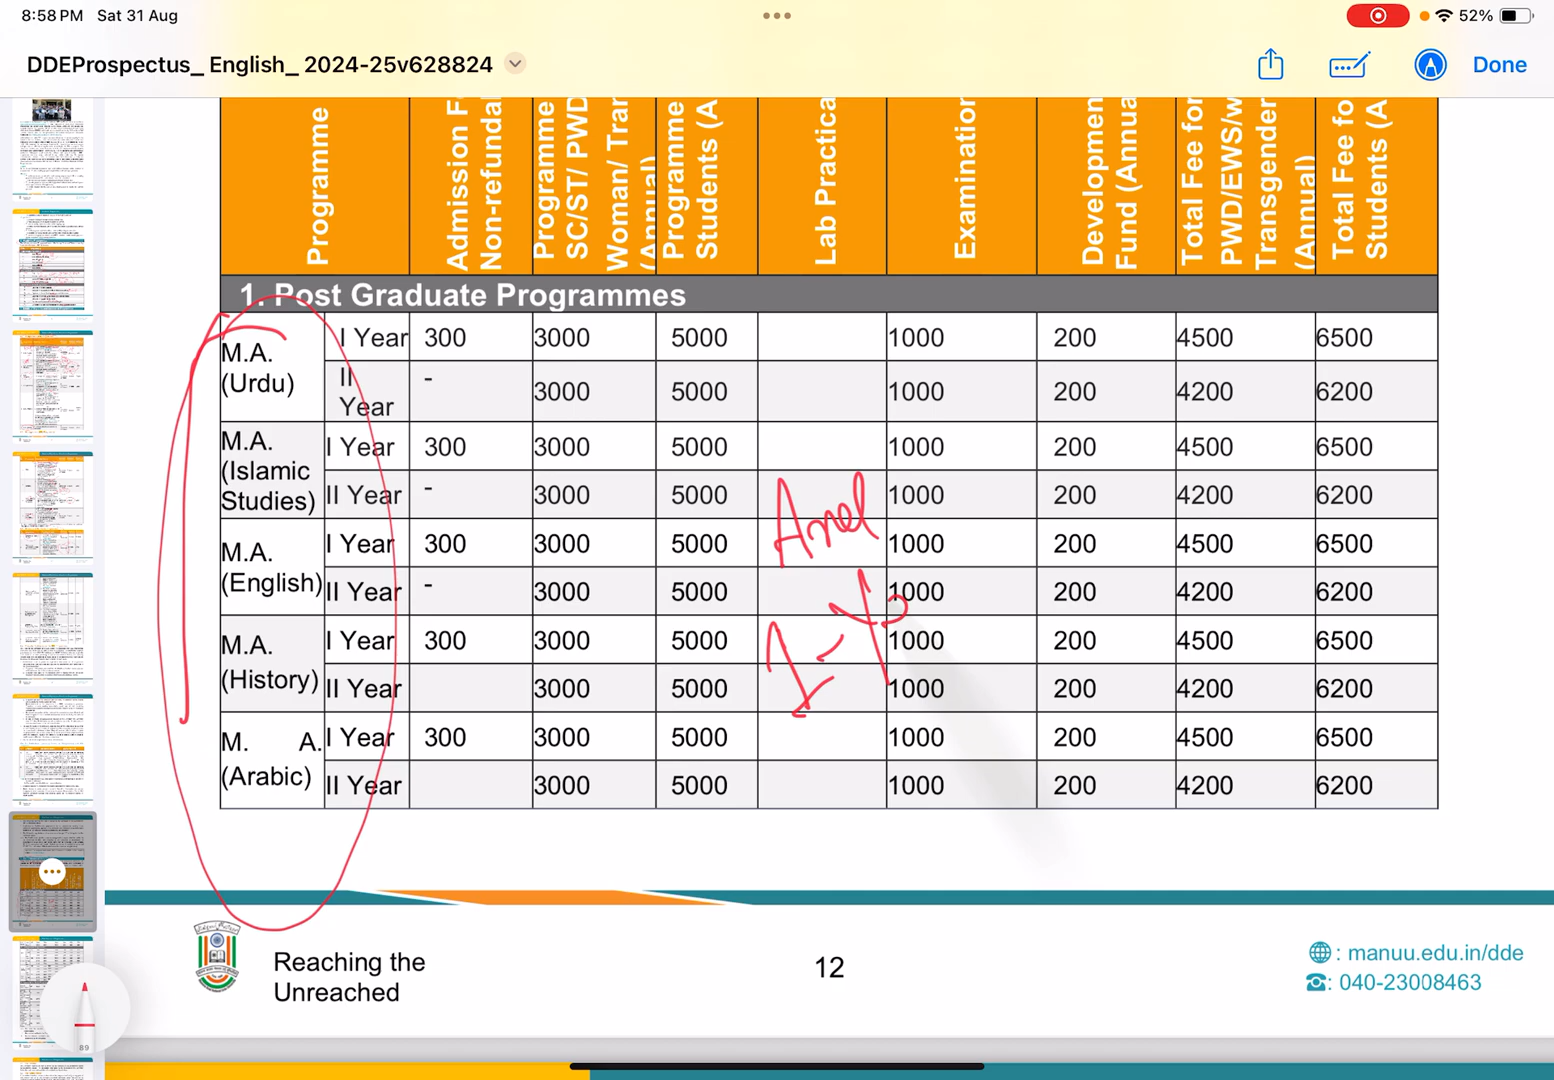 8:58 PM Sat 31 Aug
52%
DDEProspectus_ English_ 2024-25v628824
Done
Programme
Admission F
Non-refundal
Programme
SC/ST/ PWD
Woman/ Tran
(Annual)
Programme
Students (A
Lab Practica
Examination
Developmen
Fund (Annua
Total Fee for
PWD/EWS/w
Transgender
(Annual)
Total Fee fo
Students (A
1. Post Graduate Programmes
M.A. (Urdu) I Year 300 3000 5000 1000 200 4500 6500
II Year - 3000 5000 1000 200 4200 6200
M.A. (Islamic Studies) I Year 300 3000 5000 1000 200 4500 6500
II Year - 3000 5000 1000 200 4200 6200
M.A. (English) I Year 300 3000 5000 1000 200 4500 6500
II Year - 3000 5000 1000 200 4200 6200
M.A. (History) I Year 300 3000 5000 1000 200 4500 6500
II Year 3000 5000 1000 200 4200 6200
M. A. (Arabic) I Year 300 3000 5000 1000 200 4500 6500
II Year 3000 5000 1000 200 4200 6200
Reaching the
Unreached
12
: manuu.edu.in/dde
: 040-23008463
89